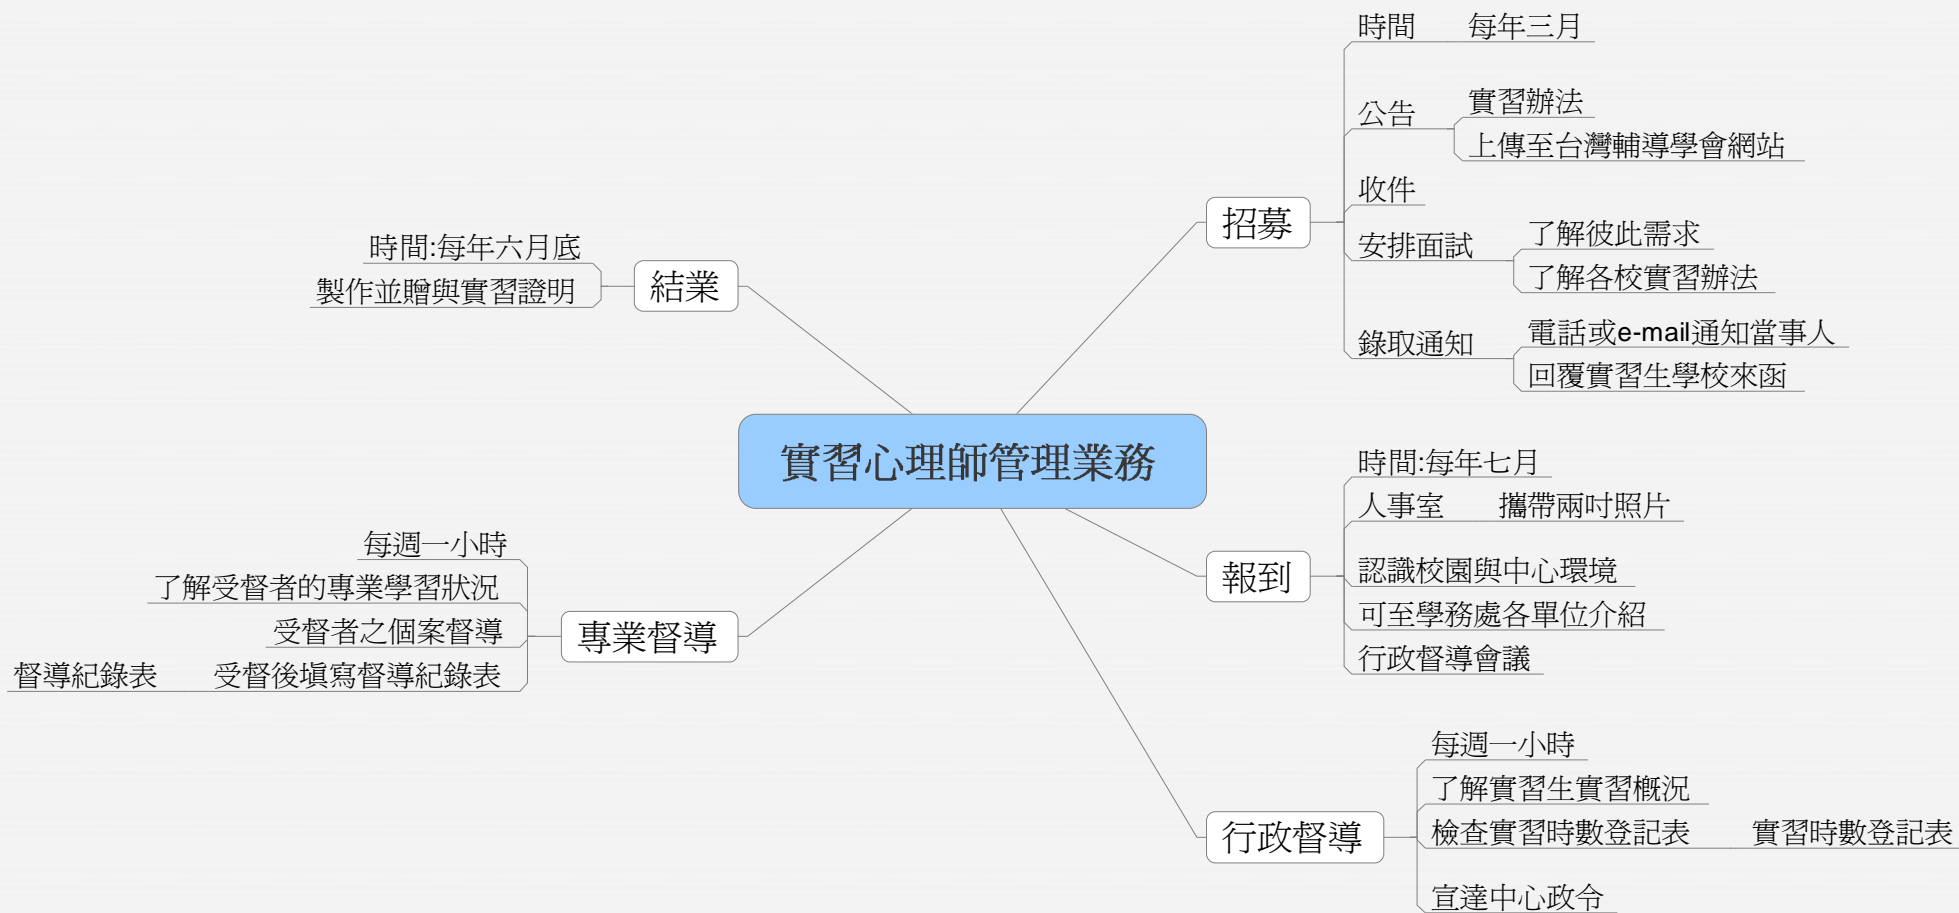 實習心理師管理業務
招募
時間
每年三月
公告
實習辦法
上傳至台灣輔導學會網站
收件
安排面試
了解彼此需求
了解各校實習辦法
錄取通知
電話或e-mail通知當事人
回覆實習生學校來函
報到
時間:每年七月
人事室
攜帶兩吋照片
認識校園與中心環境
可至學務處各單位介紹
行政督導會議
行政督導
每週一小時
了解實習生實習概況
檢查實習時數登記表
實習時數登記表
宣達中心政令
專業督導
每週一小時
了解受督者的專業學習狀況
受督者之個案督導
受督後填寫督導紀錄表
督導紀錄表
結業
時間:每年六月底
製作並贈與實習證明